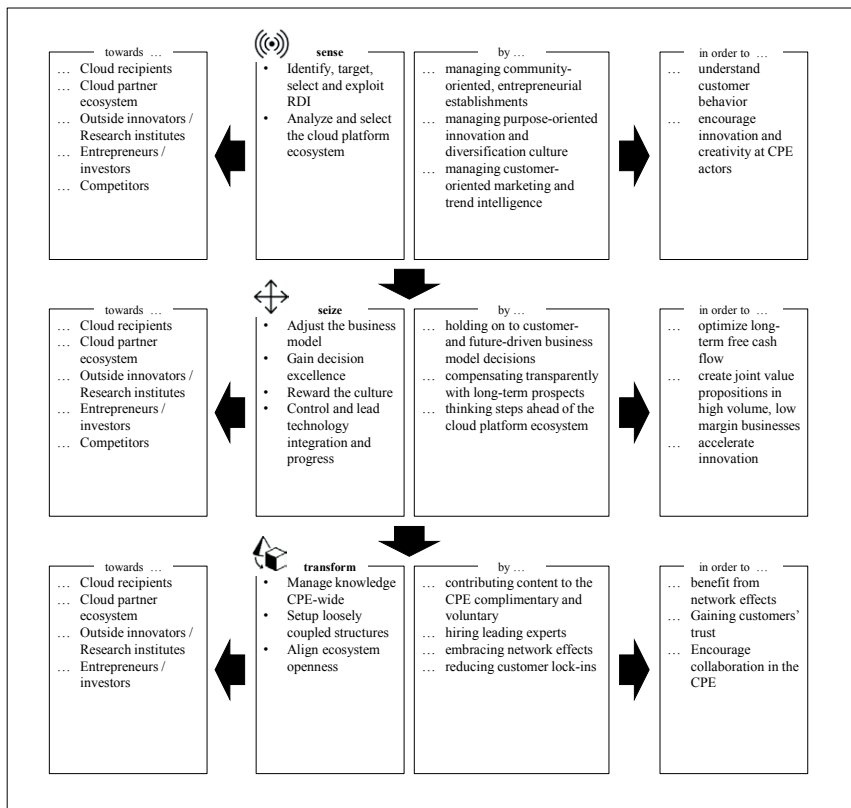 towards …
… Cloud recipients
… Cloud partner
ecosystem
… Outside innovators /
Research institutes
… Entrepreneurs /
investors
… Competitors
sense
• Identify, target,
select and exploit
RDI
• Analyze and select
the cloud platform
ecosystem
by …
… managing community-
oriented, entrepreneurial
establishments
… managing purpose-oriented
innovation and
diversification culture
… managing customer-
oriented marketing and
trend intelligence
in order to …
… understand
customer
behavior
… encourage
innovation and
creativity at CPE
actors
towards …
… Cloud recipients
… Cloud partner
ecosystem
… Outside innovators /
Research institutes
… Entrepreneurs /
investors
… Competitors
seize
• Adjust the business
model
• Gain decision
excellence
• Reward the culture
• Control and lead
technology
integration and
progress
by …
… holding on to customer-
and future-driven business
model decisions
… compensating transparently
with long-term prospects
… thinking steps ahead of the
cloud platform ecosystem
in order to …
… optimize long-
term free cash
flow
… create joint value
propositions in
high volume, low
margin businesses
… accelerate
innovation
towards …
… Cloud recipients
… Cloud partner
ecosystem
… Outside innovators /
Research institutes
… Entrepreneurs /
investors
transform
• Manage knowledge
CPE-wide
• Setup loosely
coupled structures
• Align ecosystem
openness
by …
… contributing content to the
CPE complimentary and
voluntary
… hiring leading experts
… embracing network effects
… reducing customer lock-ins
in order to …
… benefit from
network effects
… Gaining customers’
trust
… Encourage
collaboration in the
CPE